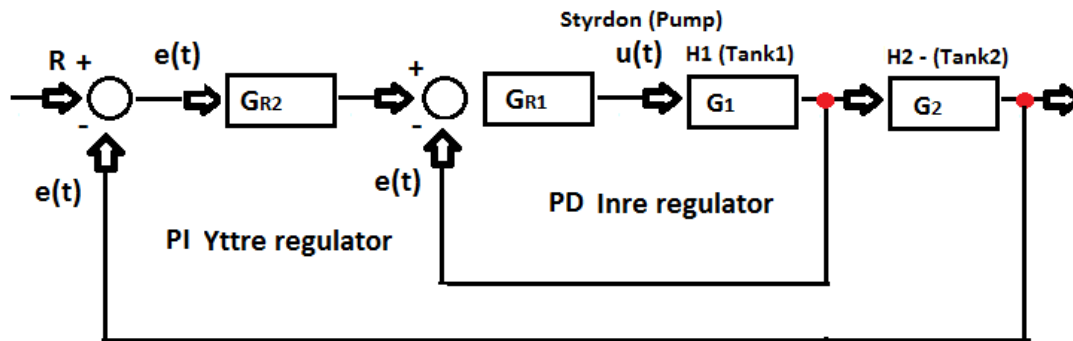 Styrdon (Pump)
R + e(t) + u(t) H1 (Tank1) H2 - (Tank2)
GR2 GR1 G1 G2
- -
e(t) e(t)
PD Inre regulator
PI Yttre regulator